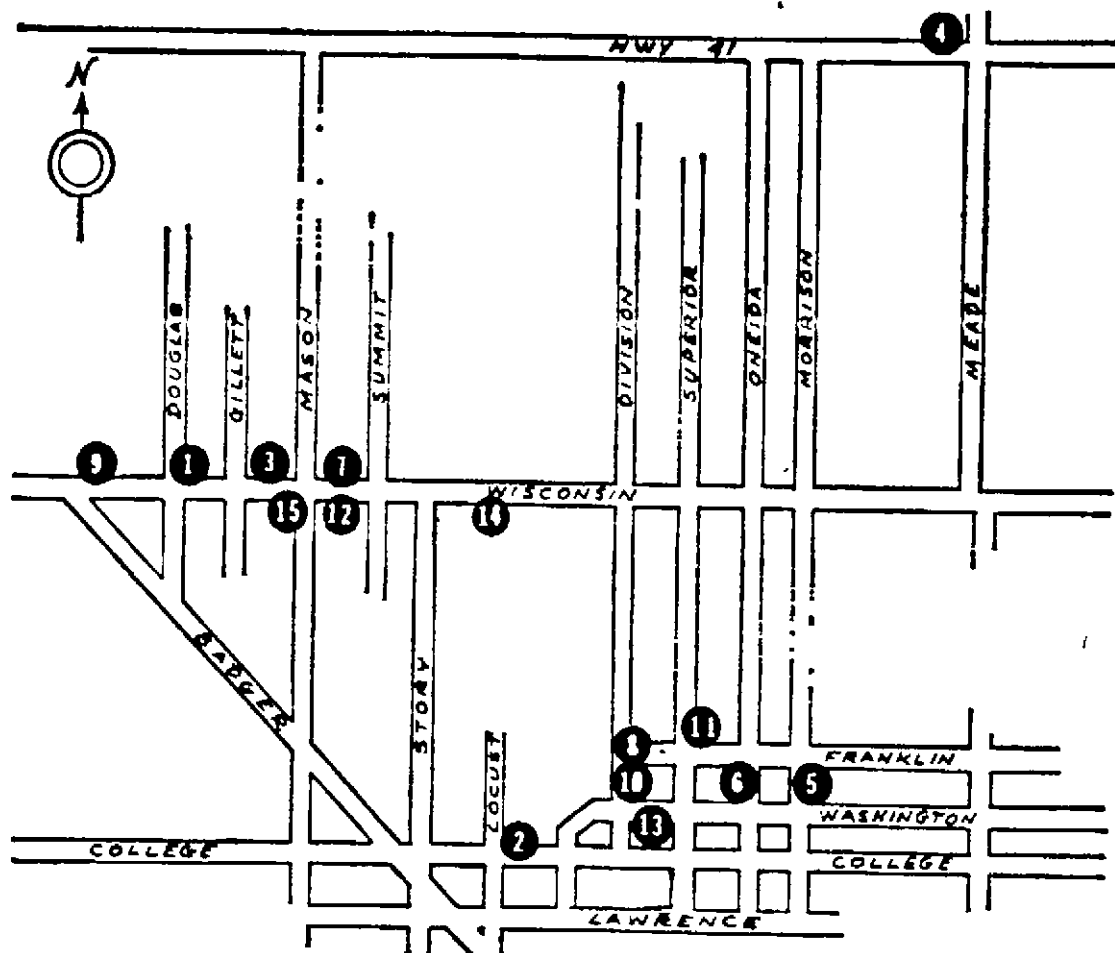 HWY 41
4
N
DOUGLAS
GILLETT
MASON
SUMMIT
DIVISION
SUPERIOR
ONEIDA
MORRISON
MEADE
9
1
3
7
WISCONSIN
15
12
14
BADGER
STORY
LOCUST
11
8
FRANKLIN
10
6
5
WASHINGTON
13
2
COLLEGE
COLLEGE
LAWRENCE